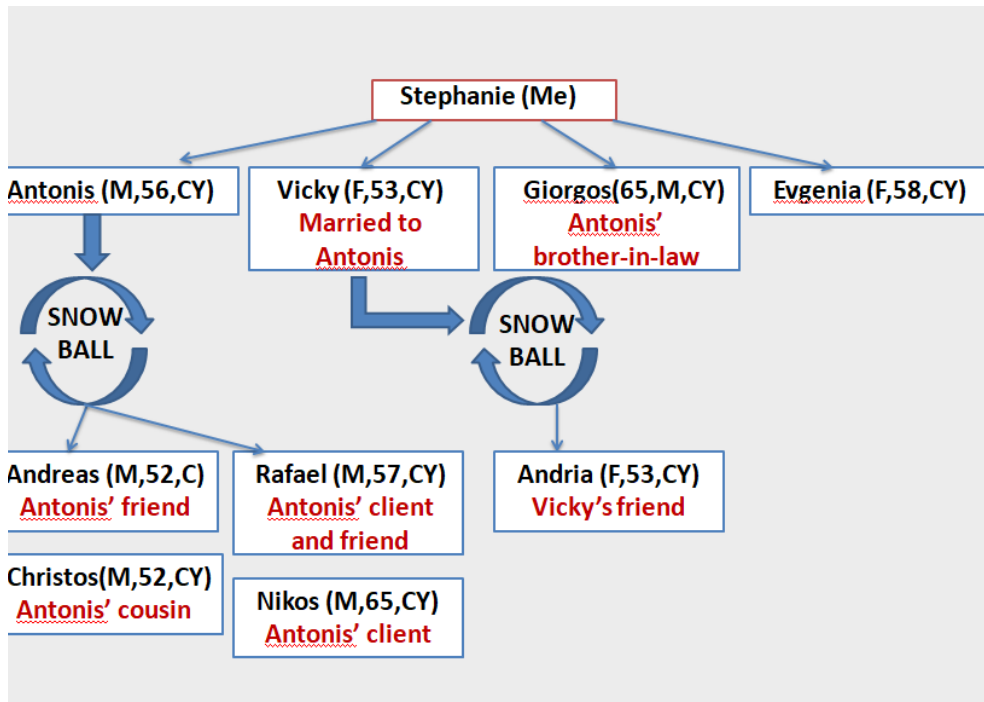 Stephanie (Me)
Antonis (M,56,CY)
Vicky (F,53,CY)
Married to
Antonis
Giorgos(65,M,CY)
Antonis’
brother-in-law
Evgenia (F,58,CY)
SNOW
BALL
SNOW
BALL
Andreas (M,52,C)
Antonis’ friend
Rafael (M,57,CY)
Antonis’ client
and friend
Andria (F,53,CY)
Vicky’s friend
Christos(M,52,CY)
Antonis’ cousin
Nikos (M,65,CY)
Antonis’ client